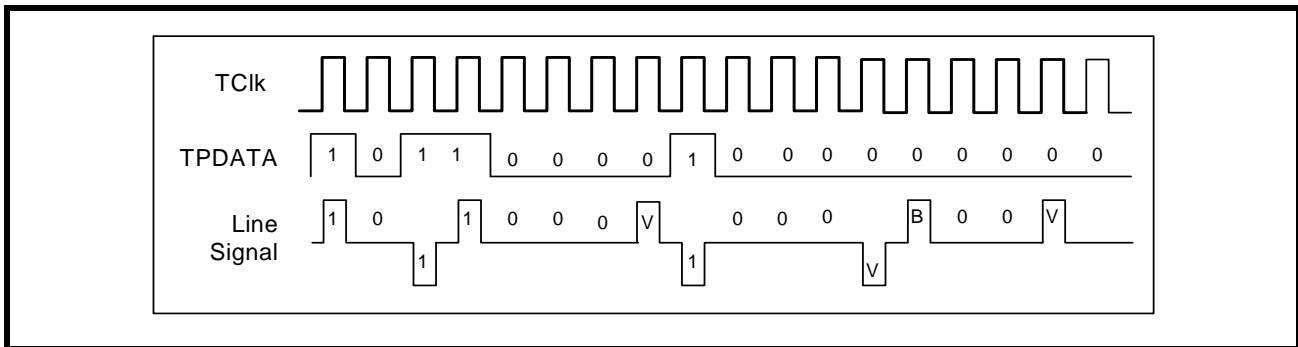 TClk
TPDATA 1 0 1 1 0 0 0 0 1 0 0 0 0 0 0 0 0 0
Line Signal 1 0 1 1 0 0 0 V 1 0 0 0 V B 0 0 V